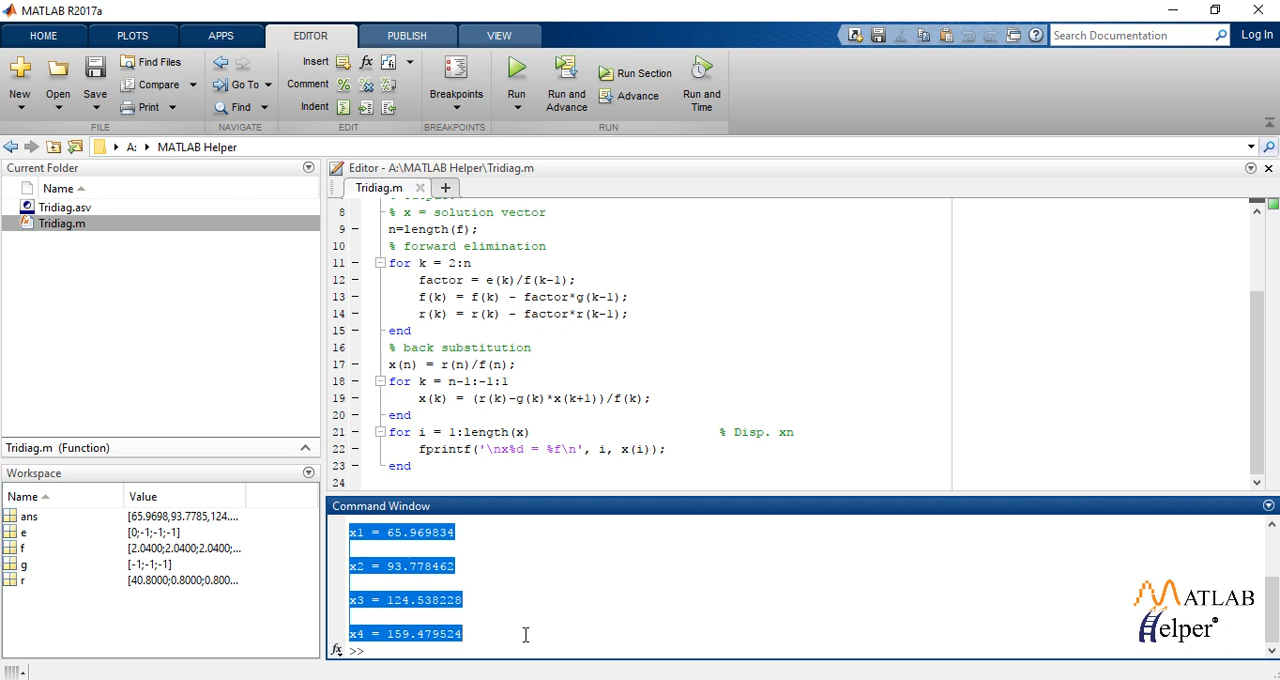 MATLAB R2017a
HOME PLOTS APPS EDITOR PUBLISH VIEW
Search Documentation Log In
New Open Save
Find Files
Compare
Print
Go To
Find
Insert
Comment
Indent
Breakpoints
Run
Run and Advance
Run Section
Advance
Run and Time
FILE NAVIGATE EDIT BREAKPOINTS RUN
A: MATLAB Helper
Current Folder
Name
Tridiag.asv
Tridiag.m
Tridiag.m (Function)
Workspace
Name Value
ans [65.9698,93.7785,124....
e [0;-1;-1;-1]
f [2.0400;2.0400;2.0400;...
g [-1;-1;-1]
r [40.8000;0.8000;0.800...
Editor - A:\MATLAB Helper\Tridiag.m
Tridiag.m
8 % x = solution vector
9 n=length(f);
10 % forward elimination
11 for k = 2:n
12 factor = e(k)/f(k-1);
13 f(k) = f(k) - factor*g(k-1);
14 r(k) = r(k) - factor*r(k-1);
15 end
16 % back substitution
17 x(n) = r(n)/f(n);
18 for k = n-1:-1:1
19 x(k) = (r(k)-g(k)*x(k+1))/f(k);
20 end
21 for i = 1:length(x) % Disp. xn
22 fprintf('\nx%d = %f\n', i, x(i));
23 end
24
Command Window
x1 = 65.969834
x2 = 93.778462
x3 = 124.538228
x4 = 159.479524
fx >>
MATLAB
Helper®